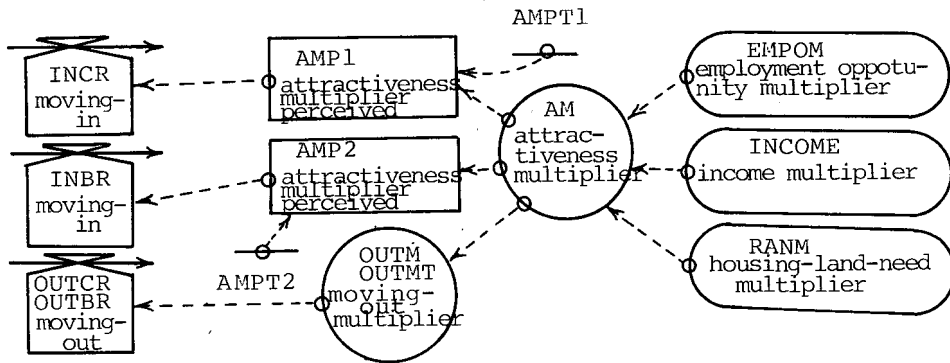 AMPT1
INCR
moving-
in
AMP1
attractiveness
multiplier
perceived
EMPOM
employment oppotu-
nity multiplier
AM
attrac-
tiveness
multiplier
INBR
moving-
in
AMP2
attractiveness
multiplier
perceived
INCOME
income multiplier
AMPT2
OUTCR
OUTBR
moving-
out
OUTM
OUTMT
moving-
out
multiplier
RANM
housing-land-need
multiplier